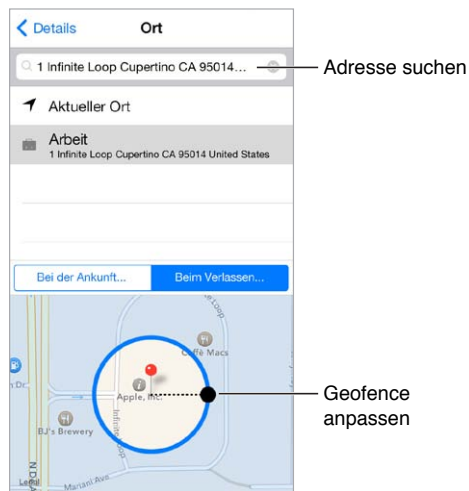 Details
Ort
1 Infinite Loop Cupertino CA 95014...
Adresse suchen
Aktueller Ort
Arbeit
1 Infinite Loop Cupertino CA 95014 United States
Bei der Ankunft...
Beim Verlassen...
Loop
Caffè Macs
Dr.
Apple, Inc.
Infinite Loop
Geofence
anpassen
BJ's Brewery
N D
Mariani Ave